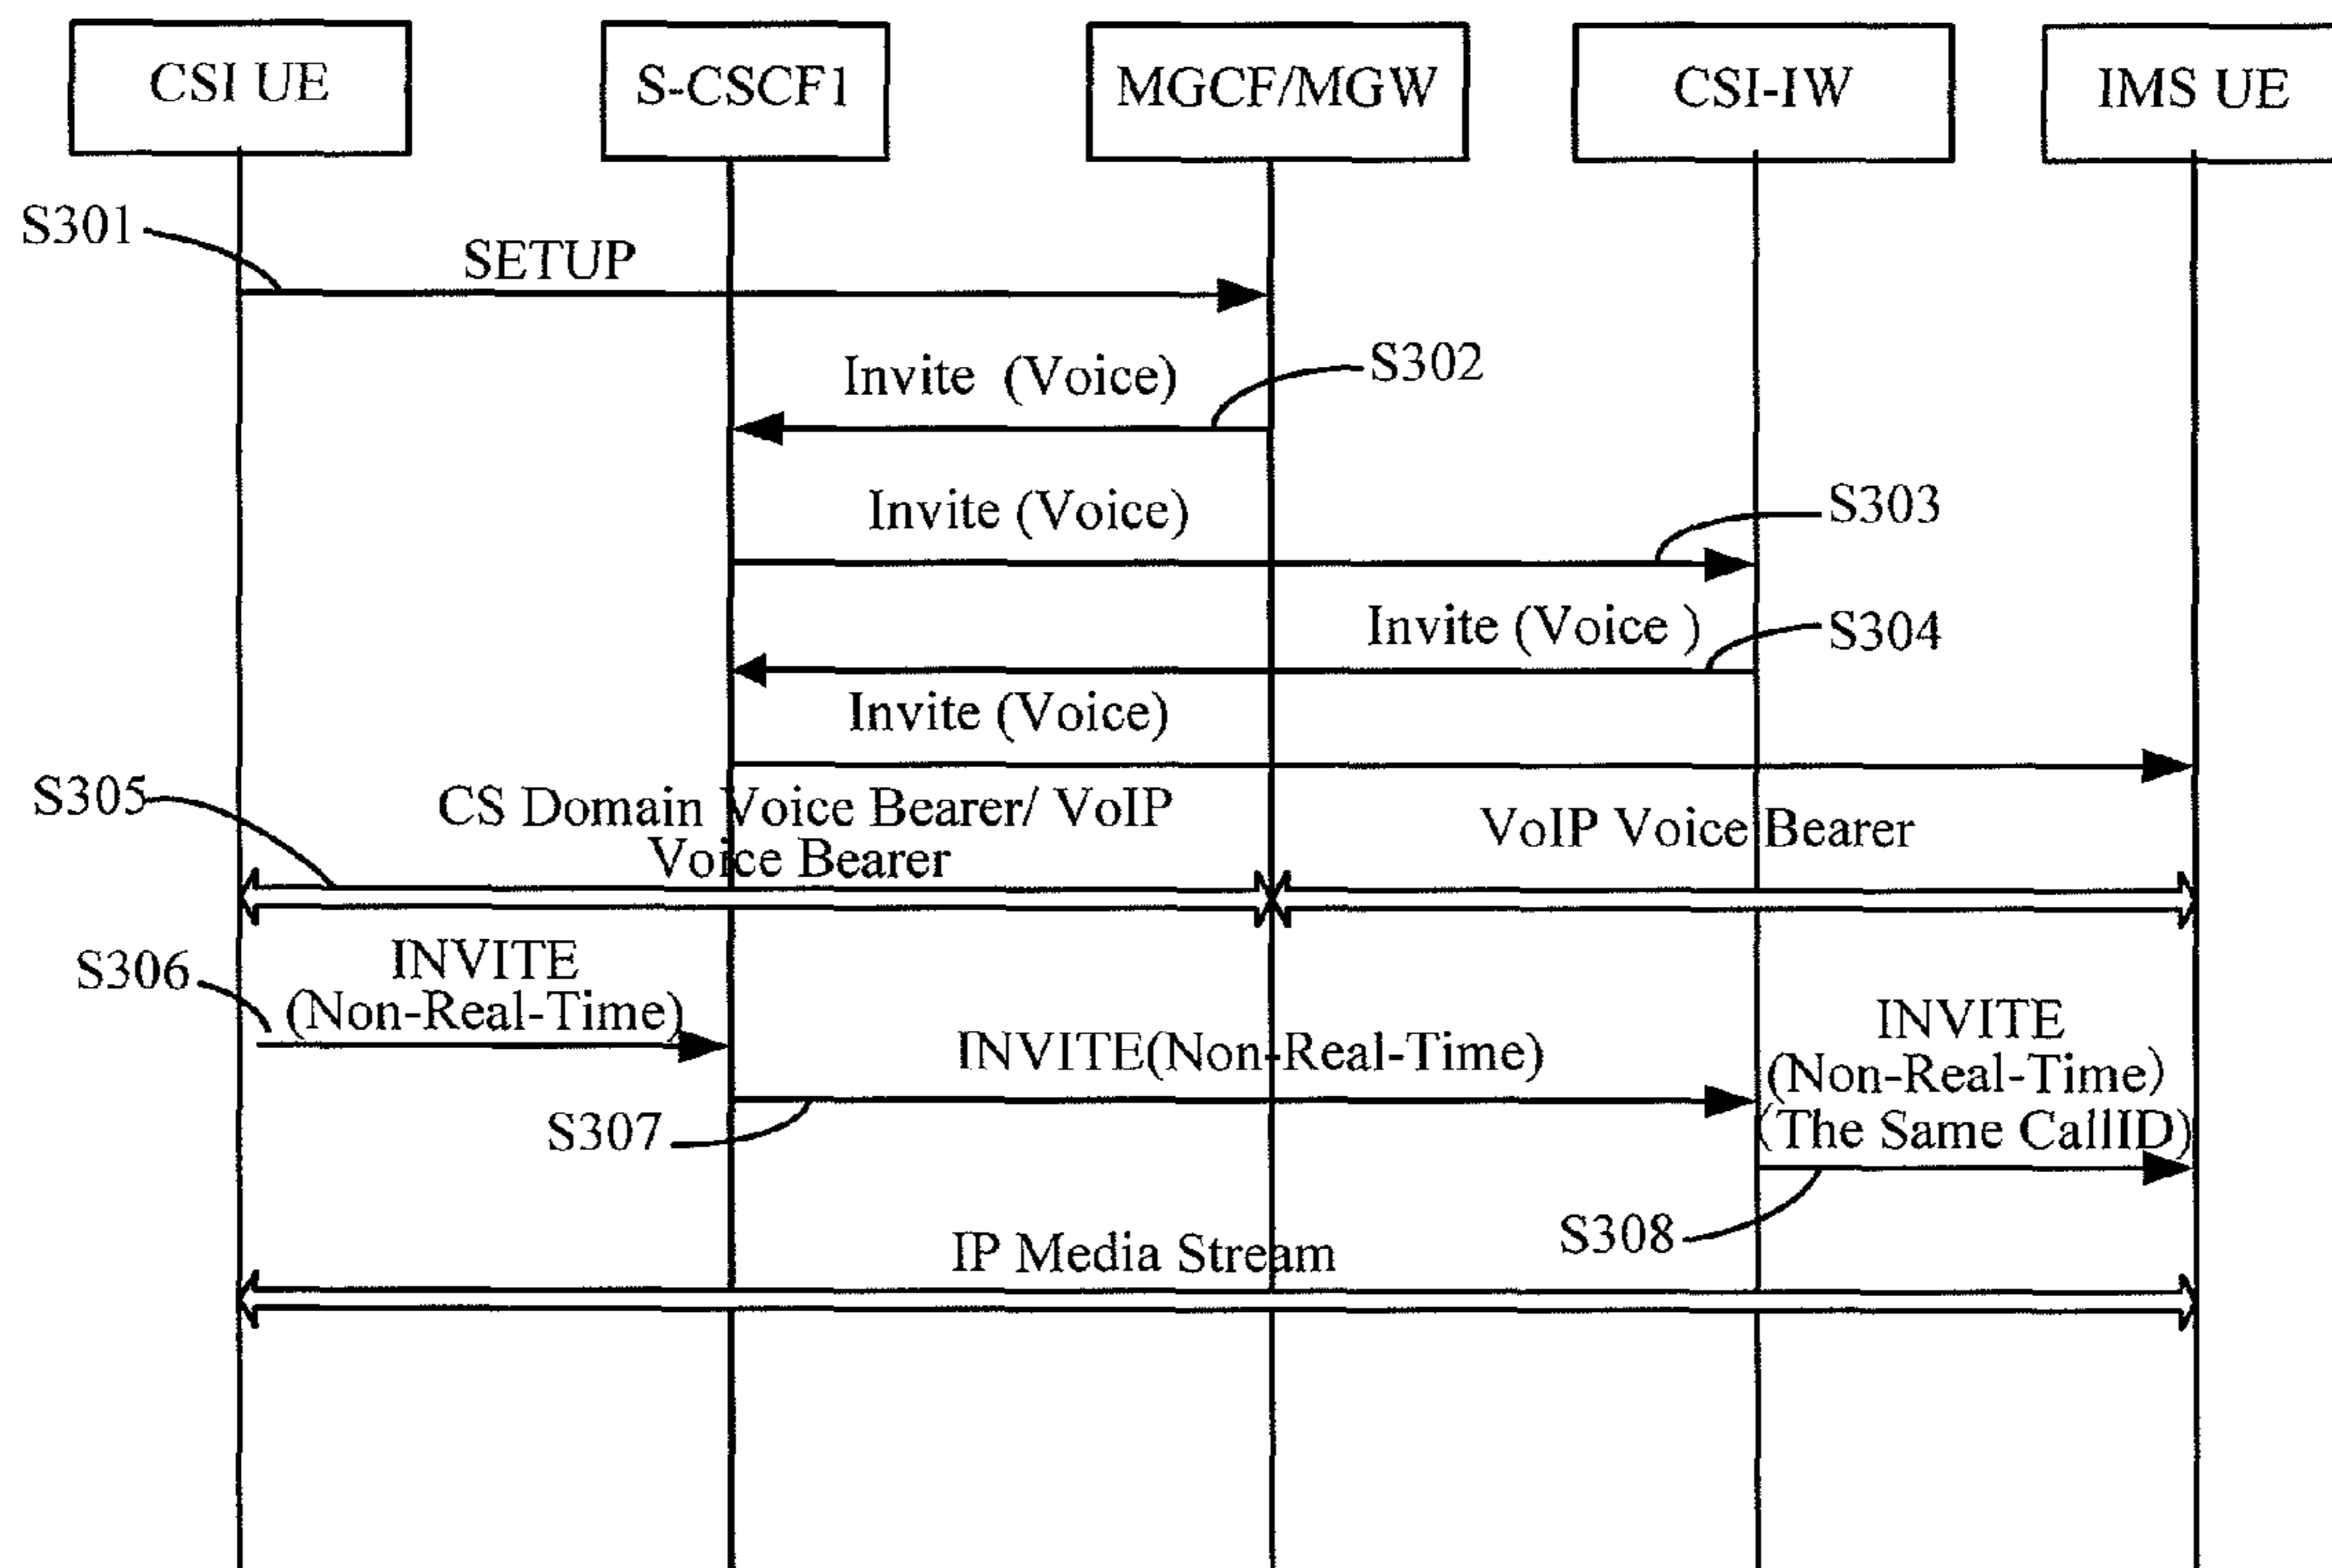 CSI UE
S-CSCF1
MGCF/MGW
CSI-IW
IMS UE
S301
SETUP
Invite (Voice)
S302
Invite (Voice)
S303
Invite (Voice )
S304
Invite (Voice)
S305
CS Domain Voice Bearer/ VoIP
Voice Bearer
VoIP Voice Bearer
S306
INVITE
(Non-Real-Time)
INVITE(Non-Real-Time)
S307
INVITE
(Non-Real-Time)
(The Same CallID)
S308
IP Media Stream